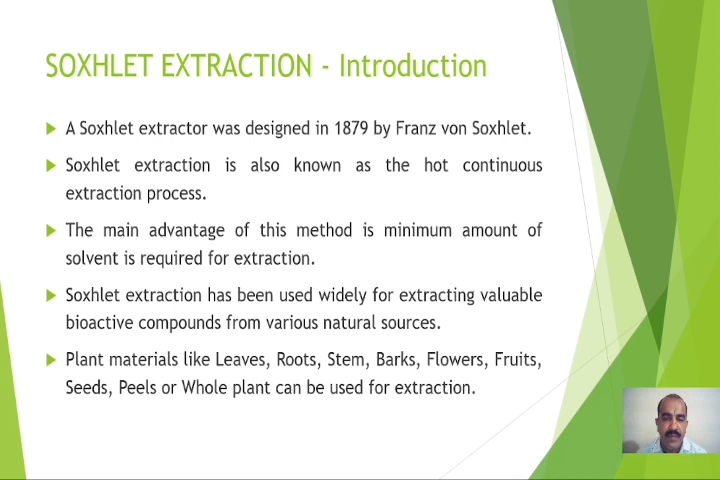 SOXHLET EXTRACTION - Introduction
A Soxhlet extractor was designed in 1879 by Franz von Soxhlet.
Soxhlet extraction is also known as the hot continuous
extraction process.
The main advantage of this method is minimum amount of
solvent is required for extraction.
Soxhlet extraction has been used widely for extracting valuable
bioactive compounds from various natural sources.
Plant materials like Leaves, Roots, Stem, Barks, Flowers, Fruits,
Seeds, Peels or Whole plant can be used for extraction.